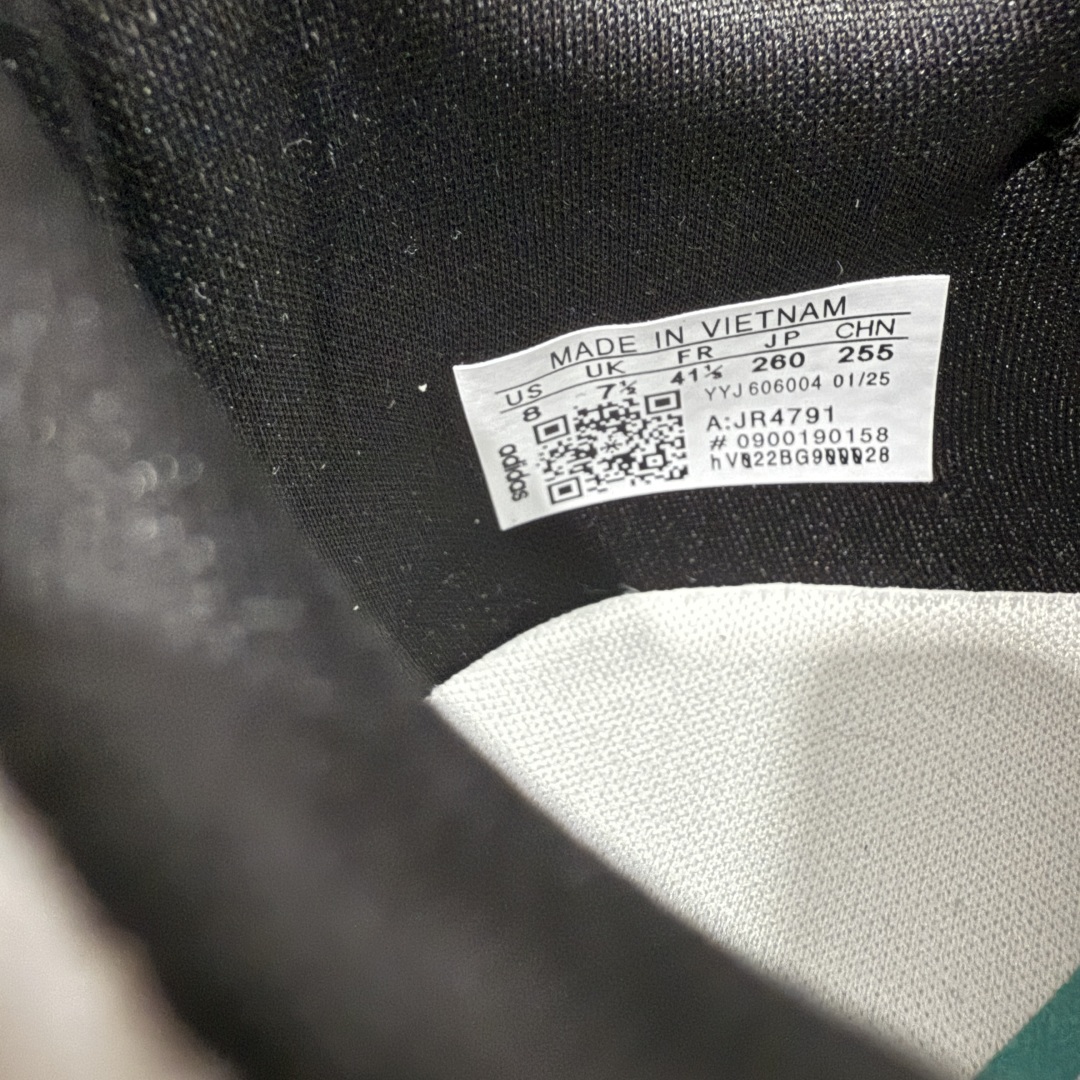 MADE IN VIETNAM
US UK FR JP CHN
8 7½ 41⅓ 260 255
YYJ 606004 01/25
A:JR4791
# 0900190158
adidas